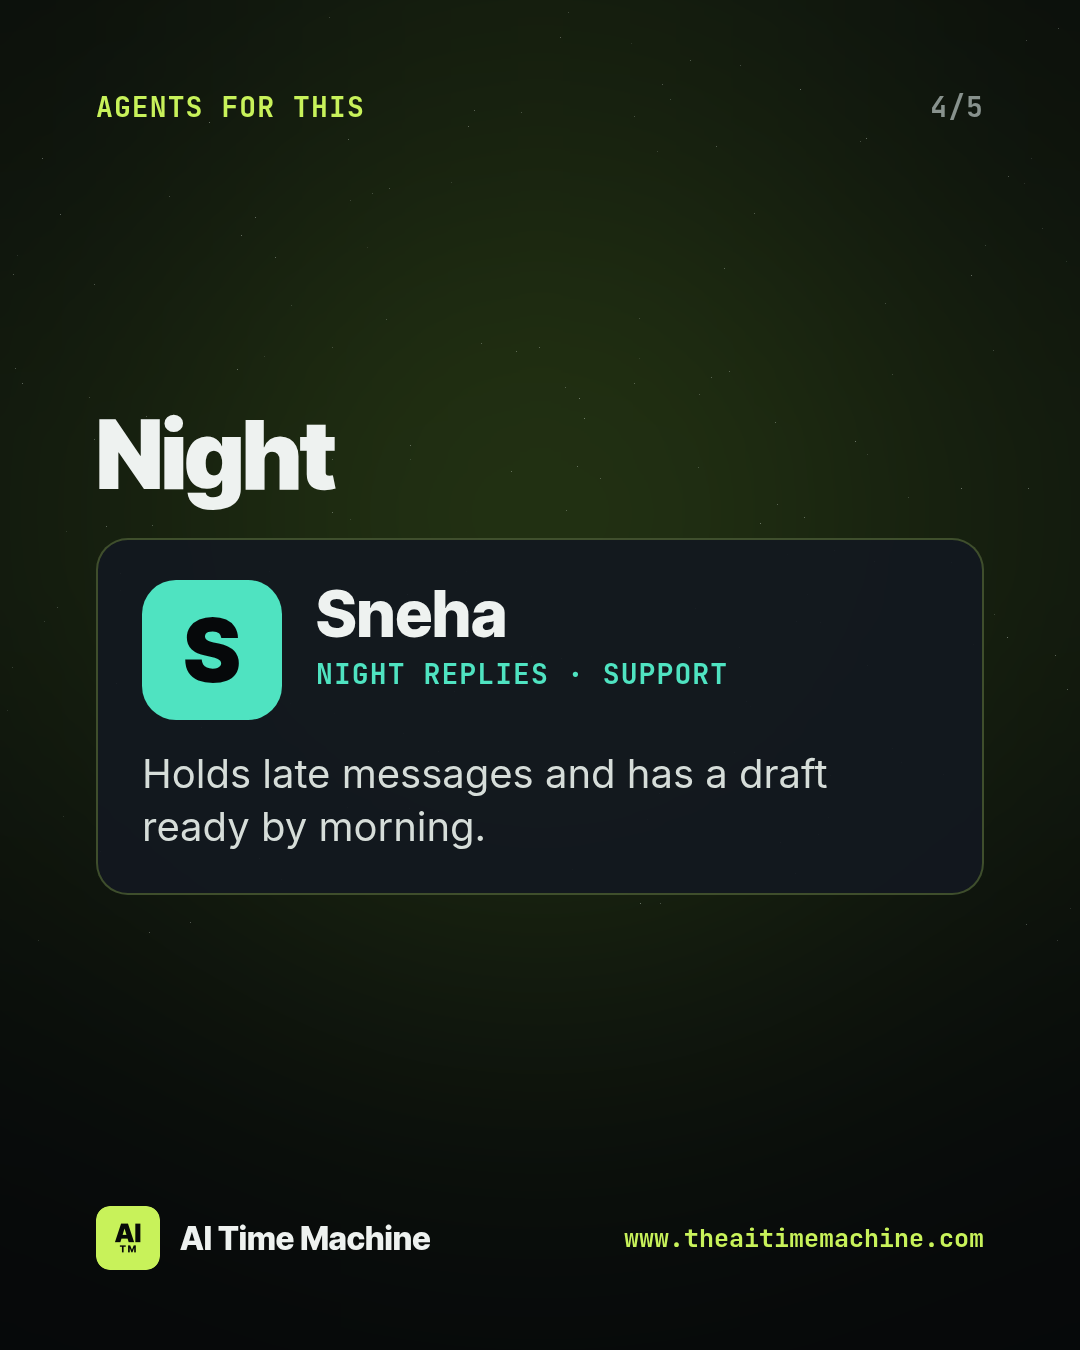 AGENTS FOR THIS
4/5
Night
S
Sneha
NIGHT REPLIES · SUPPORT
Holds late messages and has a draft
ready by morning.
AI
TM
AI Time Machine
www.theaitimemachine.com